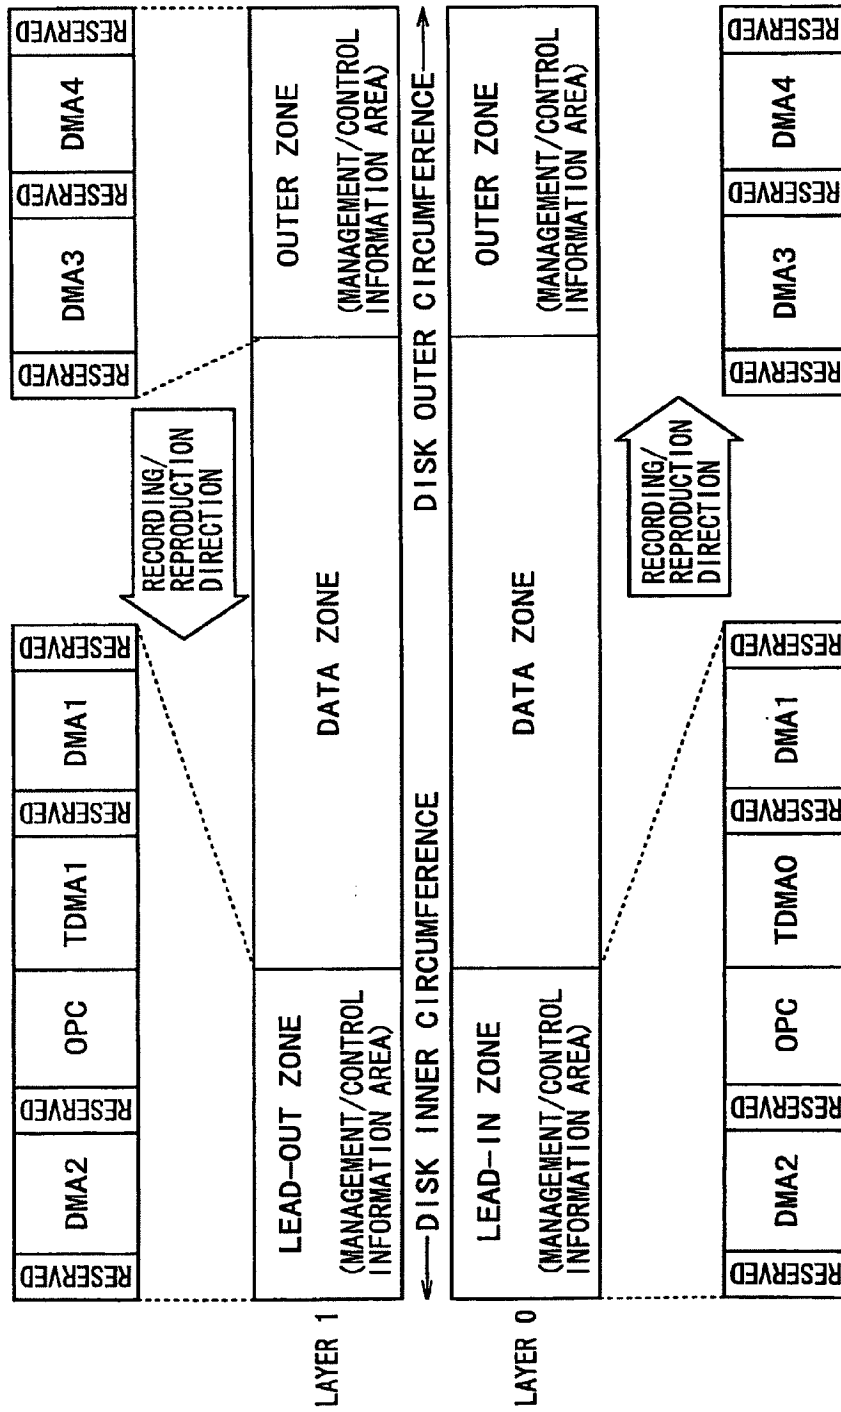 RESERVED
DMA2
RESERVED
OPC
TDMA1
RESERVED
DMA1
RESERVED
RESERVED
DMA3
RESERVED
DMA4
RESERVED
RECORDING/
REPRODUCTION
DIRECTION
LAYER 1
LEAD-OUT ZONE
(MANAGEMENT/CONTROL
INFORMATION AREA)
DATA ZONE
OUTER ZONE
(MANAGEMENT/CONTROL
INFORMATION AREA)
DISK INNER CIRCUMFERENCE
DISK OUTER CIRCUMFERENCE
LAYER 0
LEAD-IN ZONE
(MANAGEMENT/CONTROL
INFORMATION AREA)
DATA ZONE
OUTER ZONE
(MANAGEMENT/CONTROL
INFORMATION AREA)
RECORDING/
REPRODUCTION
DIRECTION
RESERVED
DMA2
RESERVED
OPC
TDMA0
RESERVED
DMA1
RESERVED
RESERVED
DMA3
RESERVED
DMA4
RESERVED